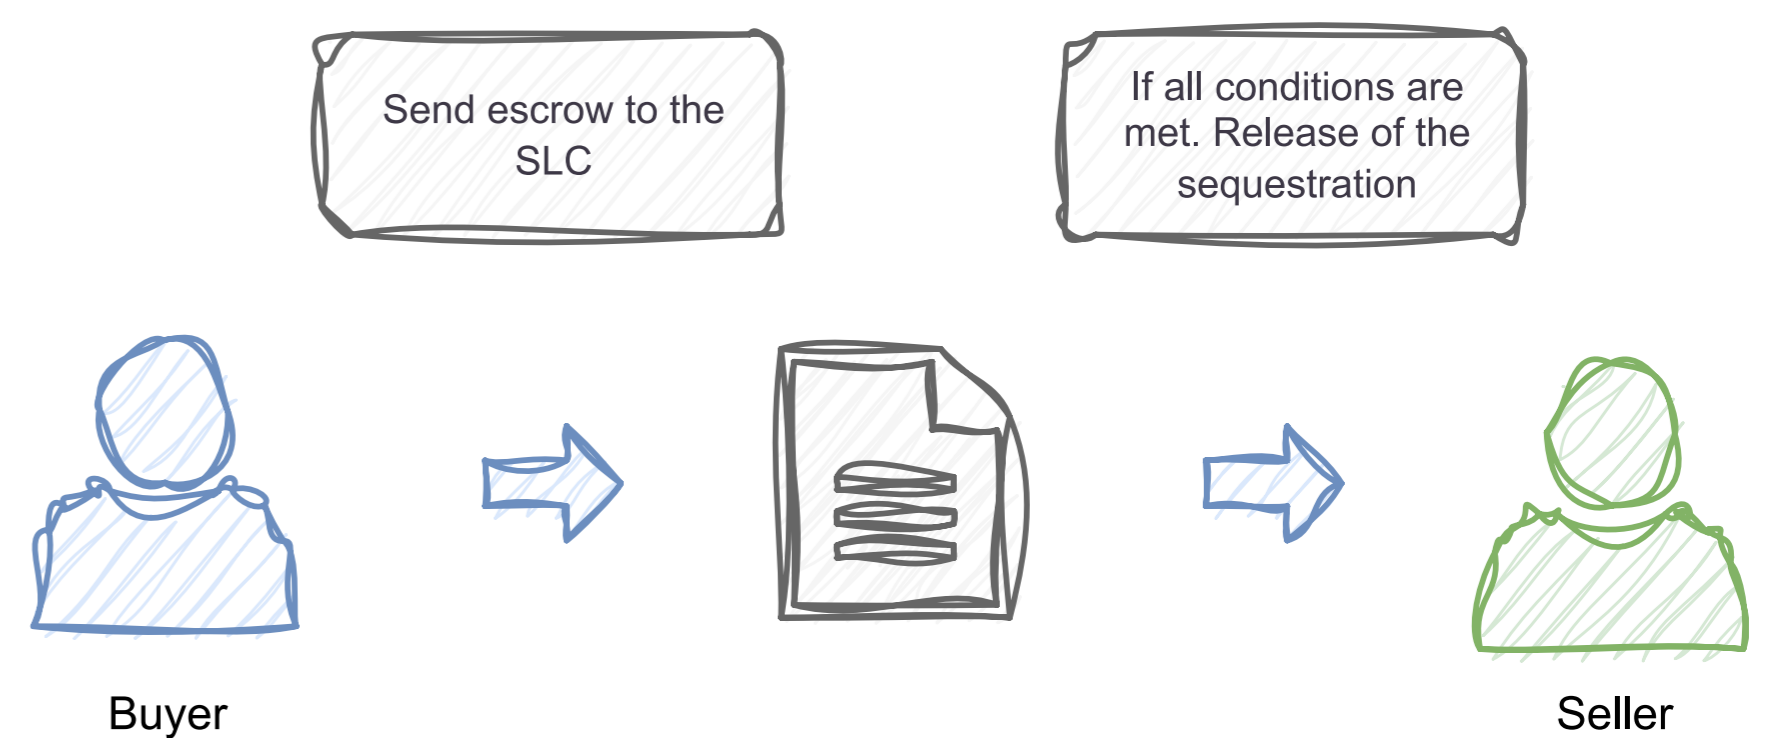 Send escrow to the
SLC
If all conditions are
met. Release of the
sequestration
Buyer
Seller